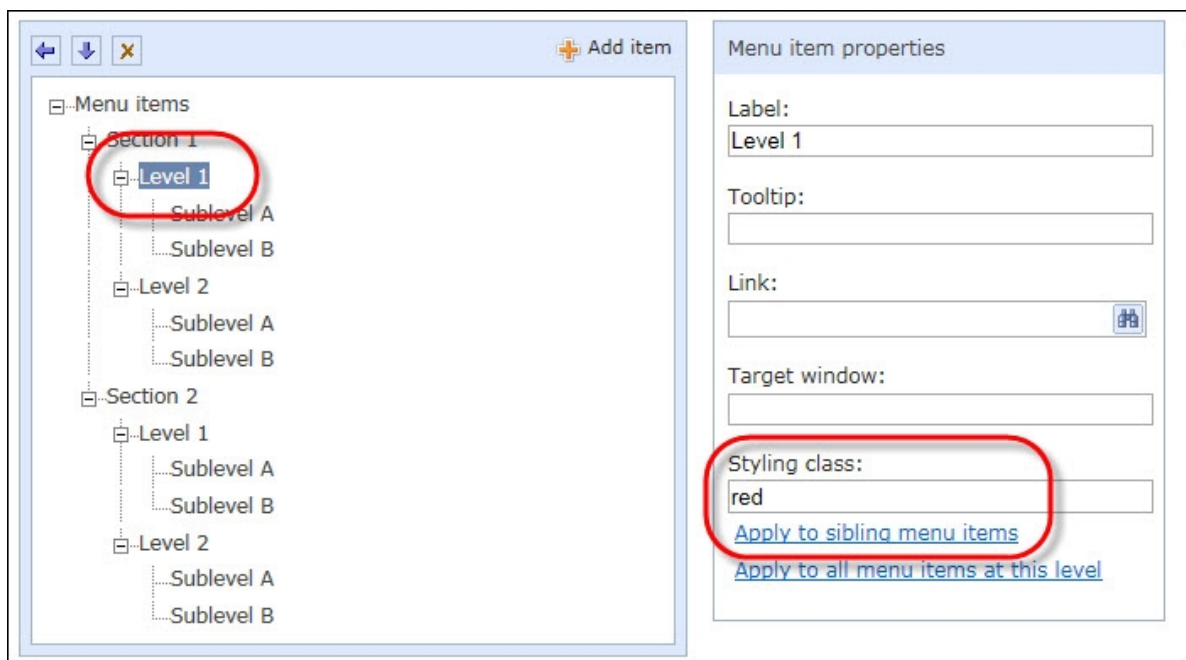 Add item
Menu items
Section 1
Level 1
Sublevel A
Sublevel B
Level 2
Sublevel A
Sublevel B
Section 2
Level 1
Sublevel A
Sublevel B
Level 2
Sublevel A
Sublevel B
Menu item properties
Label:
Level 1
Tooltip:
Link:
Target window:
Styling class:
red
Apply to sibling menu items
Apply to all menu items at this level